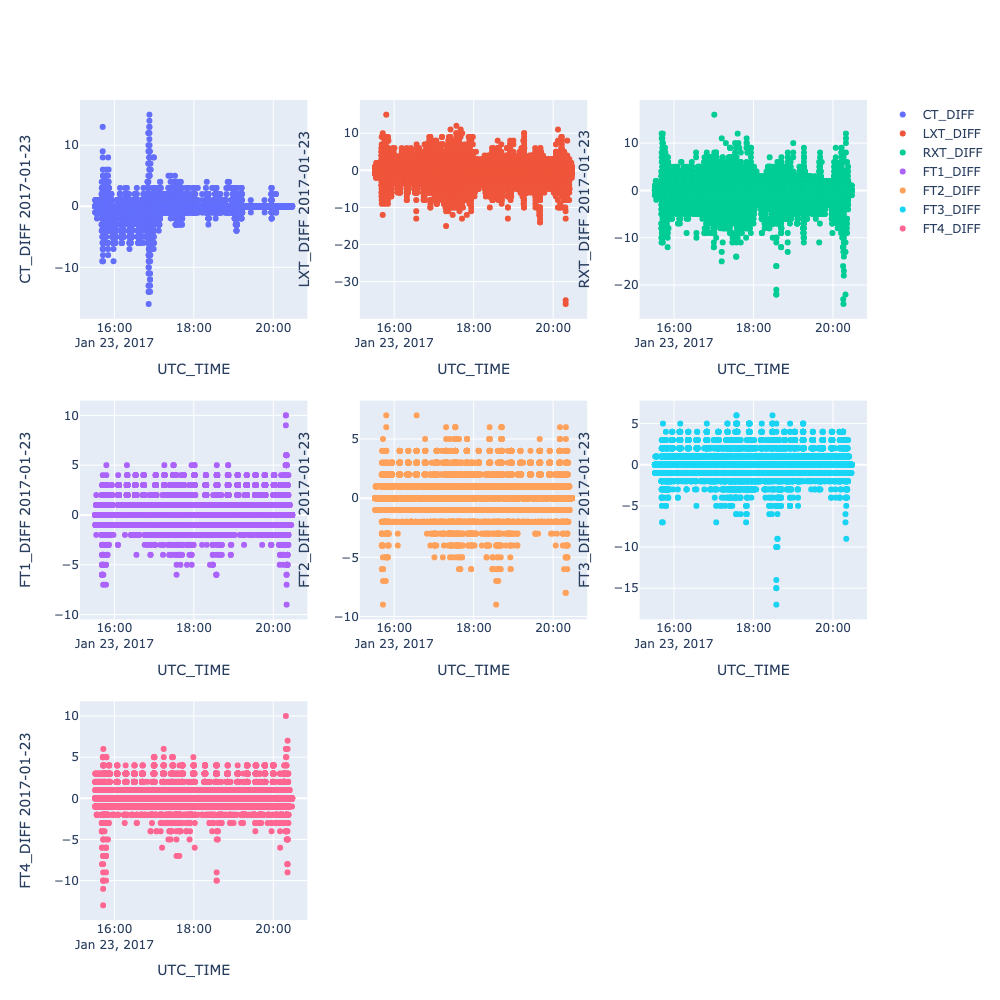 CT_DIFF 2017-01-23
10
0
−10
16:00
18:00
20:00
Jan 23, 2017
UTC_TIME
LXT_DIFF 2017-01-23
10
0
−10
−20
−30
16:00
18:00
20:00
Jan 23, 2017
UTC_TIME
RXT_DIFF 2017-01-23
10
0
−10
−20
16:00
18:00
20:00
Jan 23, 2017
UTC_TIME
CT_DIFF
LXT_DIFF
RXT_DIFF
FT1_DIFF
FT2_DIFF
FT3_DIFF
FT4_DIFF
FT1_DIFF 2017-01-23
10
5
0
−5
−10
16:00
18:00
20:00
Jan 23, 2017
UTC_TIME
FT2_DIFF 2017-01-23
5
0
−5
−10
16:00
18:00
20:00
Jan 23, 2017
UTC_TIME
FT3_DIFF 2017-01-23
5
0
−5
−10
−15
16:00
18:00
20:00
Jan 23, 2017
UTC_TIME
FT4_DIFF 2017-01-23
10
5
0
−5
−10
16:00
18:00
20:00
Jan 23, 2017
UTC_TIME